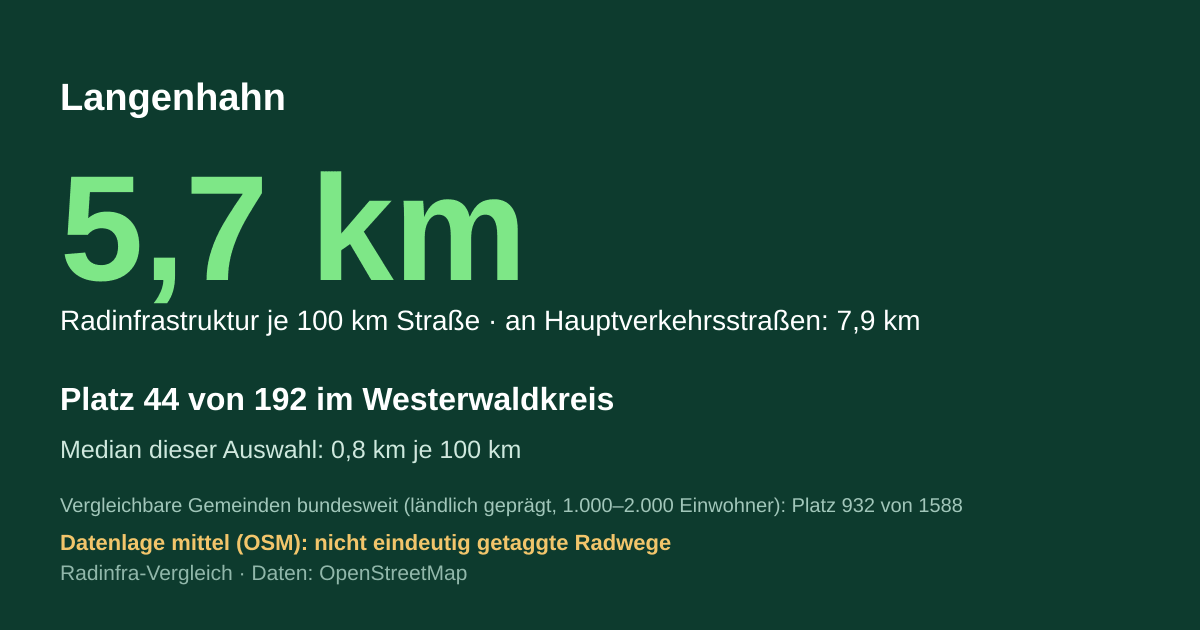 Langenhahn
5,7 km
Radinfrastruktur je 100 km Straße · an Hauptverkehrsstraßen: 7,9 km
Platz 44 von 192 im Westerwaldkreis
Median dieser Auswahl: 0,8 km je 100 km
Vergleichbare Gemeinden bundesweit (ländlich geprägt, 1.000–2.000 Einwohner): Platz 932 von 1588
Datenlage mittel (OSM): nicht eindeutig getaggte Radwege
Radinfra-Vergleich · Daten: OpenStreetMap